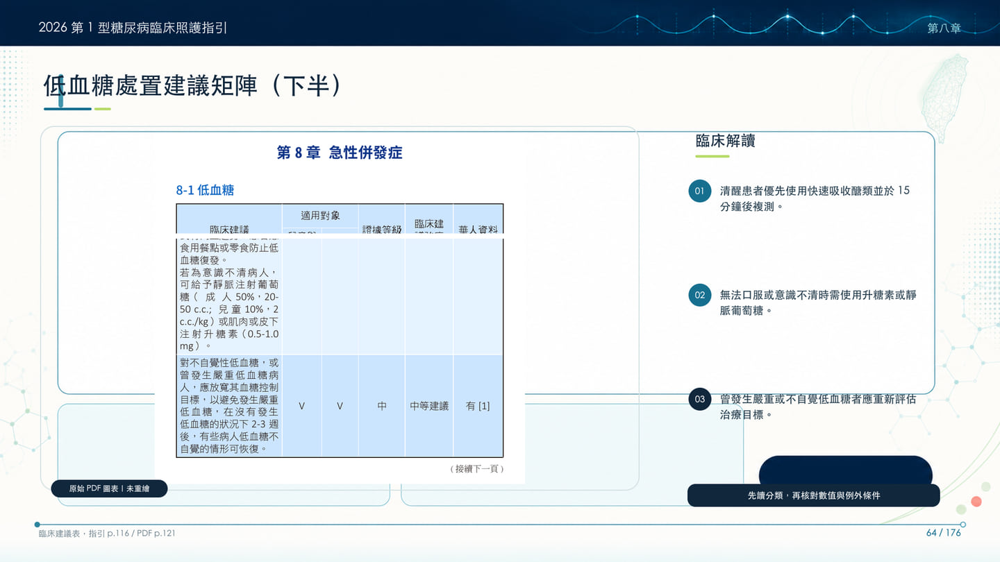 2026 第 1 型糖尿病臨床照護指引
第八章
低血糖處置建議矩陣（下半）
第 8 章 急性併發症
8-1 低血糖
臨床建議
適用對象
證據等級
臨床建
華人資料
食用餐點或零食防止低
血糖復發。
若為意識不清病人，
可給予靜脈注射葡萄
糖（成人 50%，20-
50 c.c.; 兒童 10%，2
c.c./kg）或肌肉或皮下
注射升糖素（0.5-1.0
mg）。
對不自覺性低血糖，或
曾發生嚴重低血糖病
人，應放寬其血糖控制
目標，以避免發生嚴重
低血糖，在沒有發生
低血糖的狀況下 2-3 週
後，有些病人低血糖不
自覺的情形可恢復。
V
V
中
中等建議
有 [1]
（接續下一頁）
原始 PDF 圖表｜未重繪
臨床解讀
01
清醒患者優先使用快速吸收醣類並於 15
分鐘後複測。
02
無法口服或意識不清時需使用升糖素或靜
脈葡萄糖。
03
曾發生嚴重或不自覺低血糖者應重新評估
治療目標。
先讀分類，再核對數值與例外條件
臨床建議表，指引 p.116 / PDF p.121
64 / 176